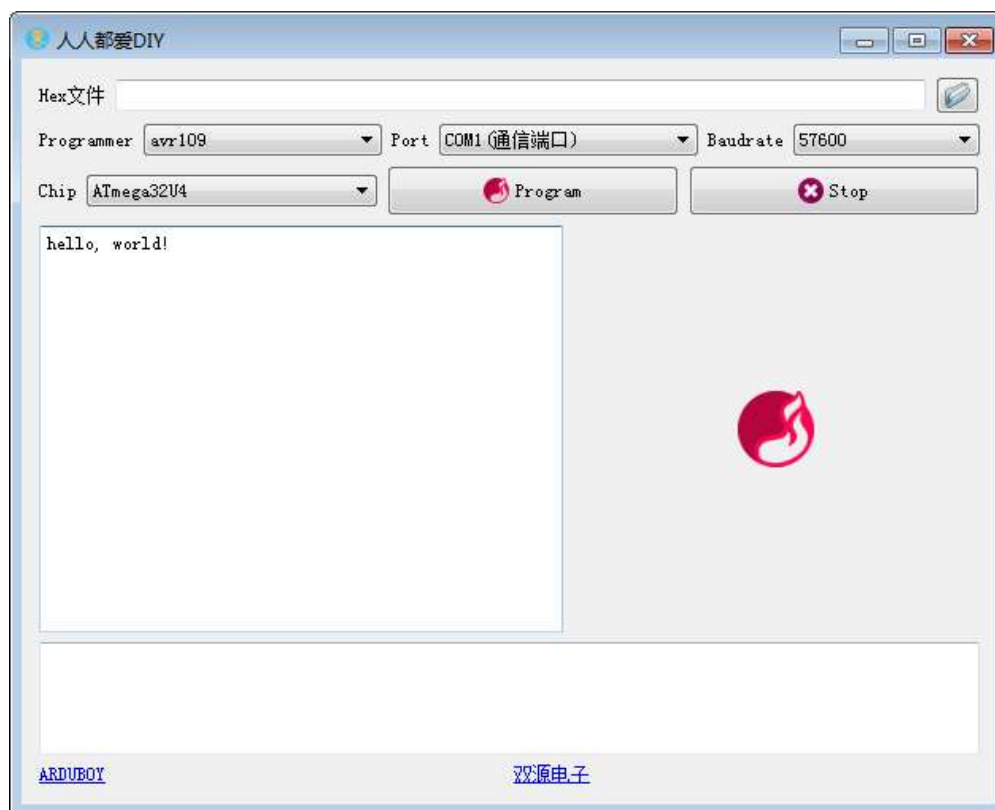 人人都爱DIY
Hex文件
Programmer avr109 Port COM1 (通信端口) Baudrate 57600
Chip ATmega32U4 Program Stop
hello, world!
ARDUBOY 双源电子